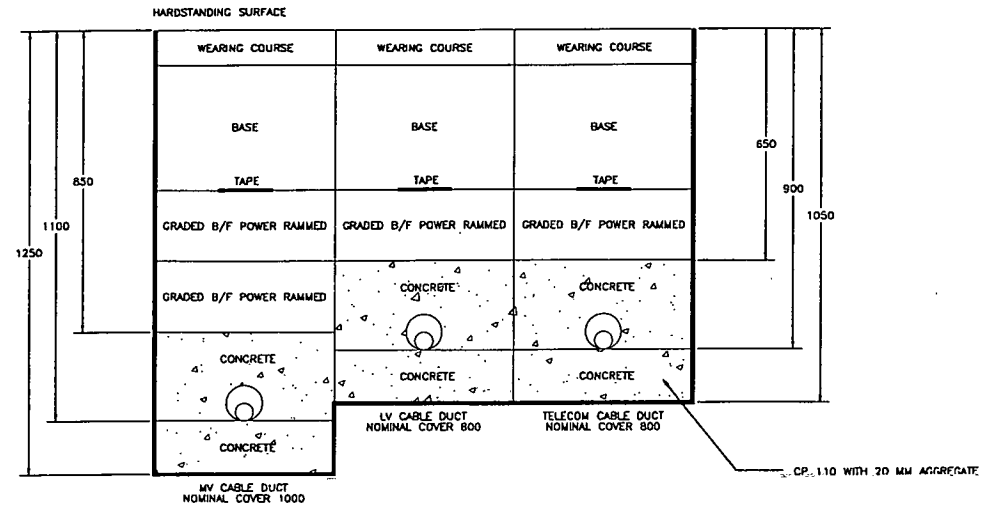 HARDSTANDING SURFACE
WEARING COURSE WEARING COURSE WEARING COURSE
BASE BASE BASE
650
TAPE TAPE TAPE
850
900
1050
GRADED B/F POWER RAMMED GRADED B/F POWER RAMMED GRADED B/F POWER RAMMED
1100
1250
CONCRETE CONCRETE
GRADED B/F POWER RAMMED
CONCRETE
CONCRETE CONCRETE
LV CABLE DUCT
NOMINAL COVER 800
TELECOM CABLE DUCT
NOMINAL COVER 800
CONCRETE
WITH 20 MM AGGREGATE
MV CABLE DUCT
NOMINAL COVER 1000